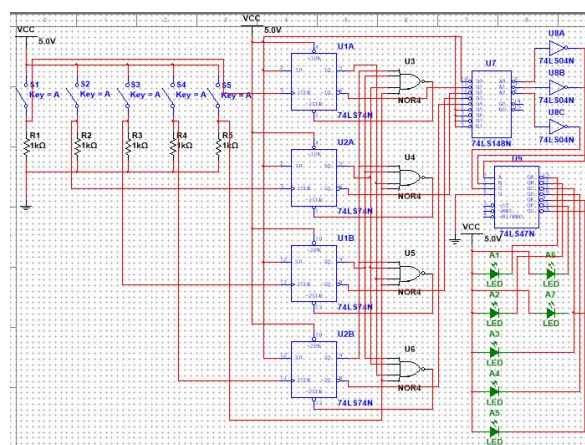 VCC
5.0V
S1
Key = A
S2
Key = A
S3
Key = A
S4
Key = A
S5
Key = A
R1
1kΩ
R2
1kΩ
R3
1kΩ
R4
1kΩ
R5
1kΩ
VCC
5.0V
U1A
74LS74N
U2A
74LS74N
U1B
74LS74N
U2B
74LS74N
U3
NOR4
U4
NOR4
U5
NOR4
U6
NOR4
U7
74LS148N
U8A
74LS04N
U8B
74LS04N
U8C
74LS04N
U9
74LS47N
VCC
5.0V
A1
LED
A6
LED
A2
LED
A7
LED
A3
LED
A4
LED
A5
LED